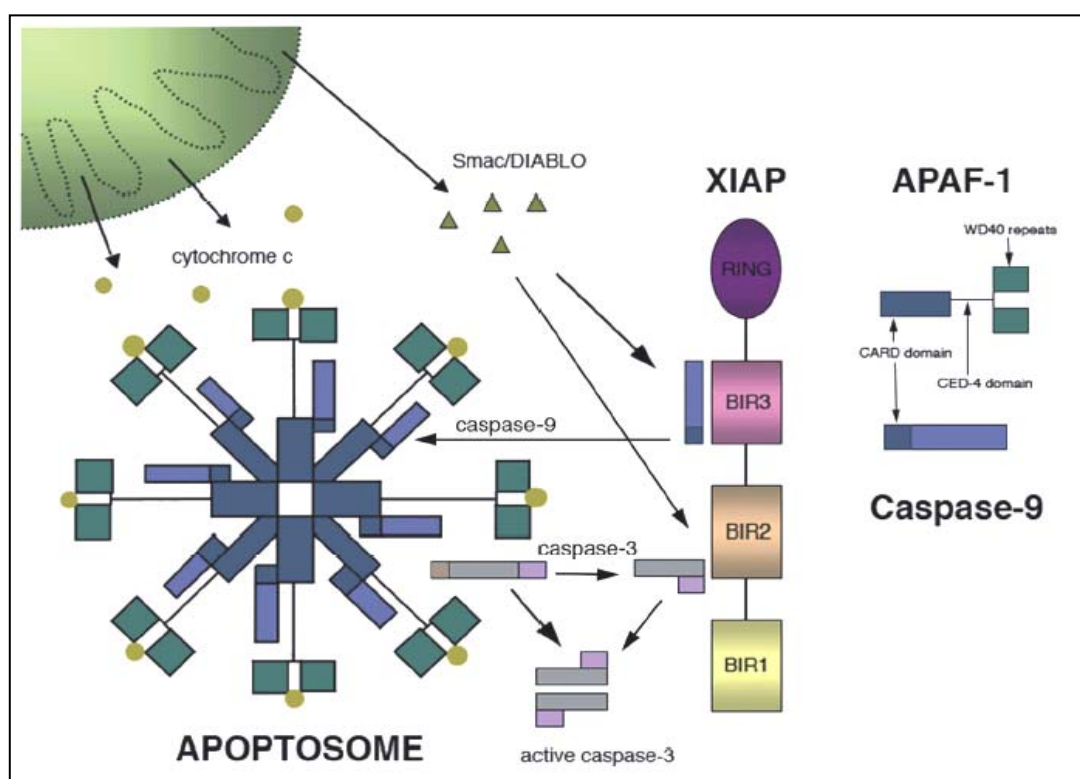 Smac/DIABLO
XIAP
APAF-1
cytochrome c
WD40 repeats
RING
CARD domain
CED-4 domain
BIR3
caspase-9
Caspase-9
BIR2
caspase-3
BIR1
APOPTOSOME
active caspase-3